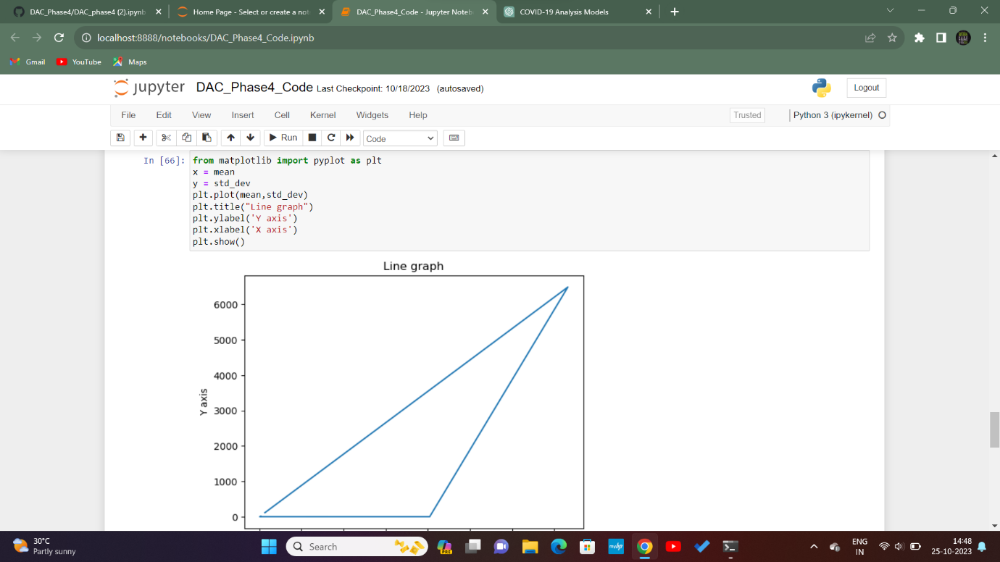 DAC_Phase4/DAC_phase4 (2).ipynb
Home Page - Select or create a not
DAC_Phase4_Code - Jupyter Noteb
COVID-19 Analysis Models
localhost:8888/notebooks/DAC_Phase4_Code.ipynb
Gmail YouTube Maps
jupyter DAC_Phase4_Code Last Checkpoint: 10/18/2023 (autosaved)
Logout
File Edit View Insert Cell Kernel Widgets Help
Trusted
Python 3 (ipykernel)
Run
Code
In [66]:
from matplotlib import pyplot as plt
x = mean
y = std_dev
plt.plot(mean,std_dev)
plt.title("Line graph")
plt.ylabel('Y axis')
plt.xlabel('X axis')
plt.show()
Line graph
6000
5000
4000
3000
2000
1000
0
Y axis
30°C
Partly sunny
Search
PRE
myhp
ENG
IN
14:48
25-10-2023